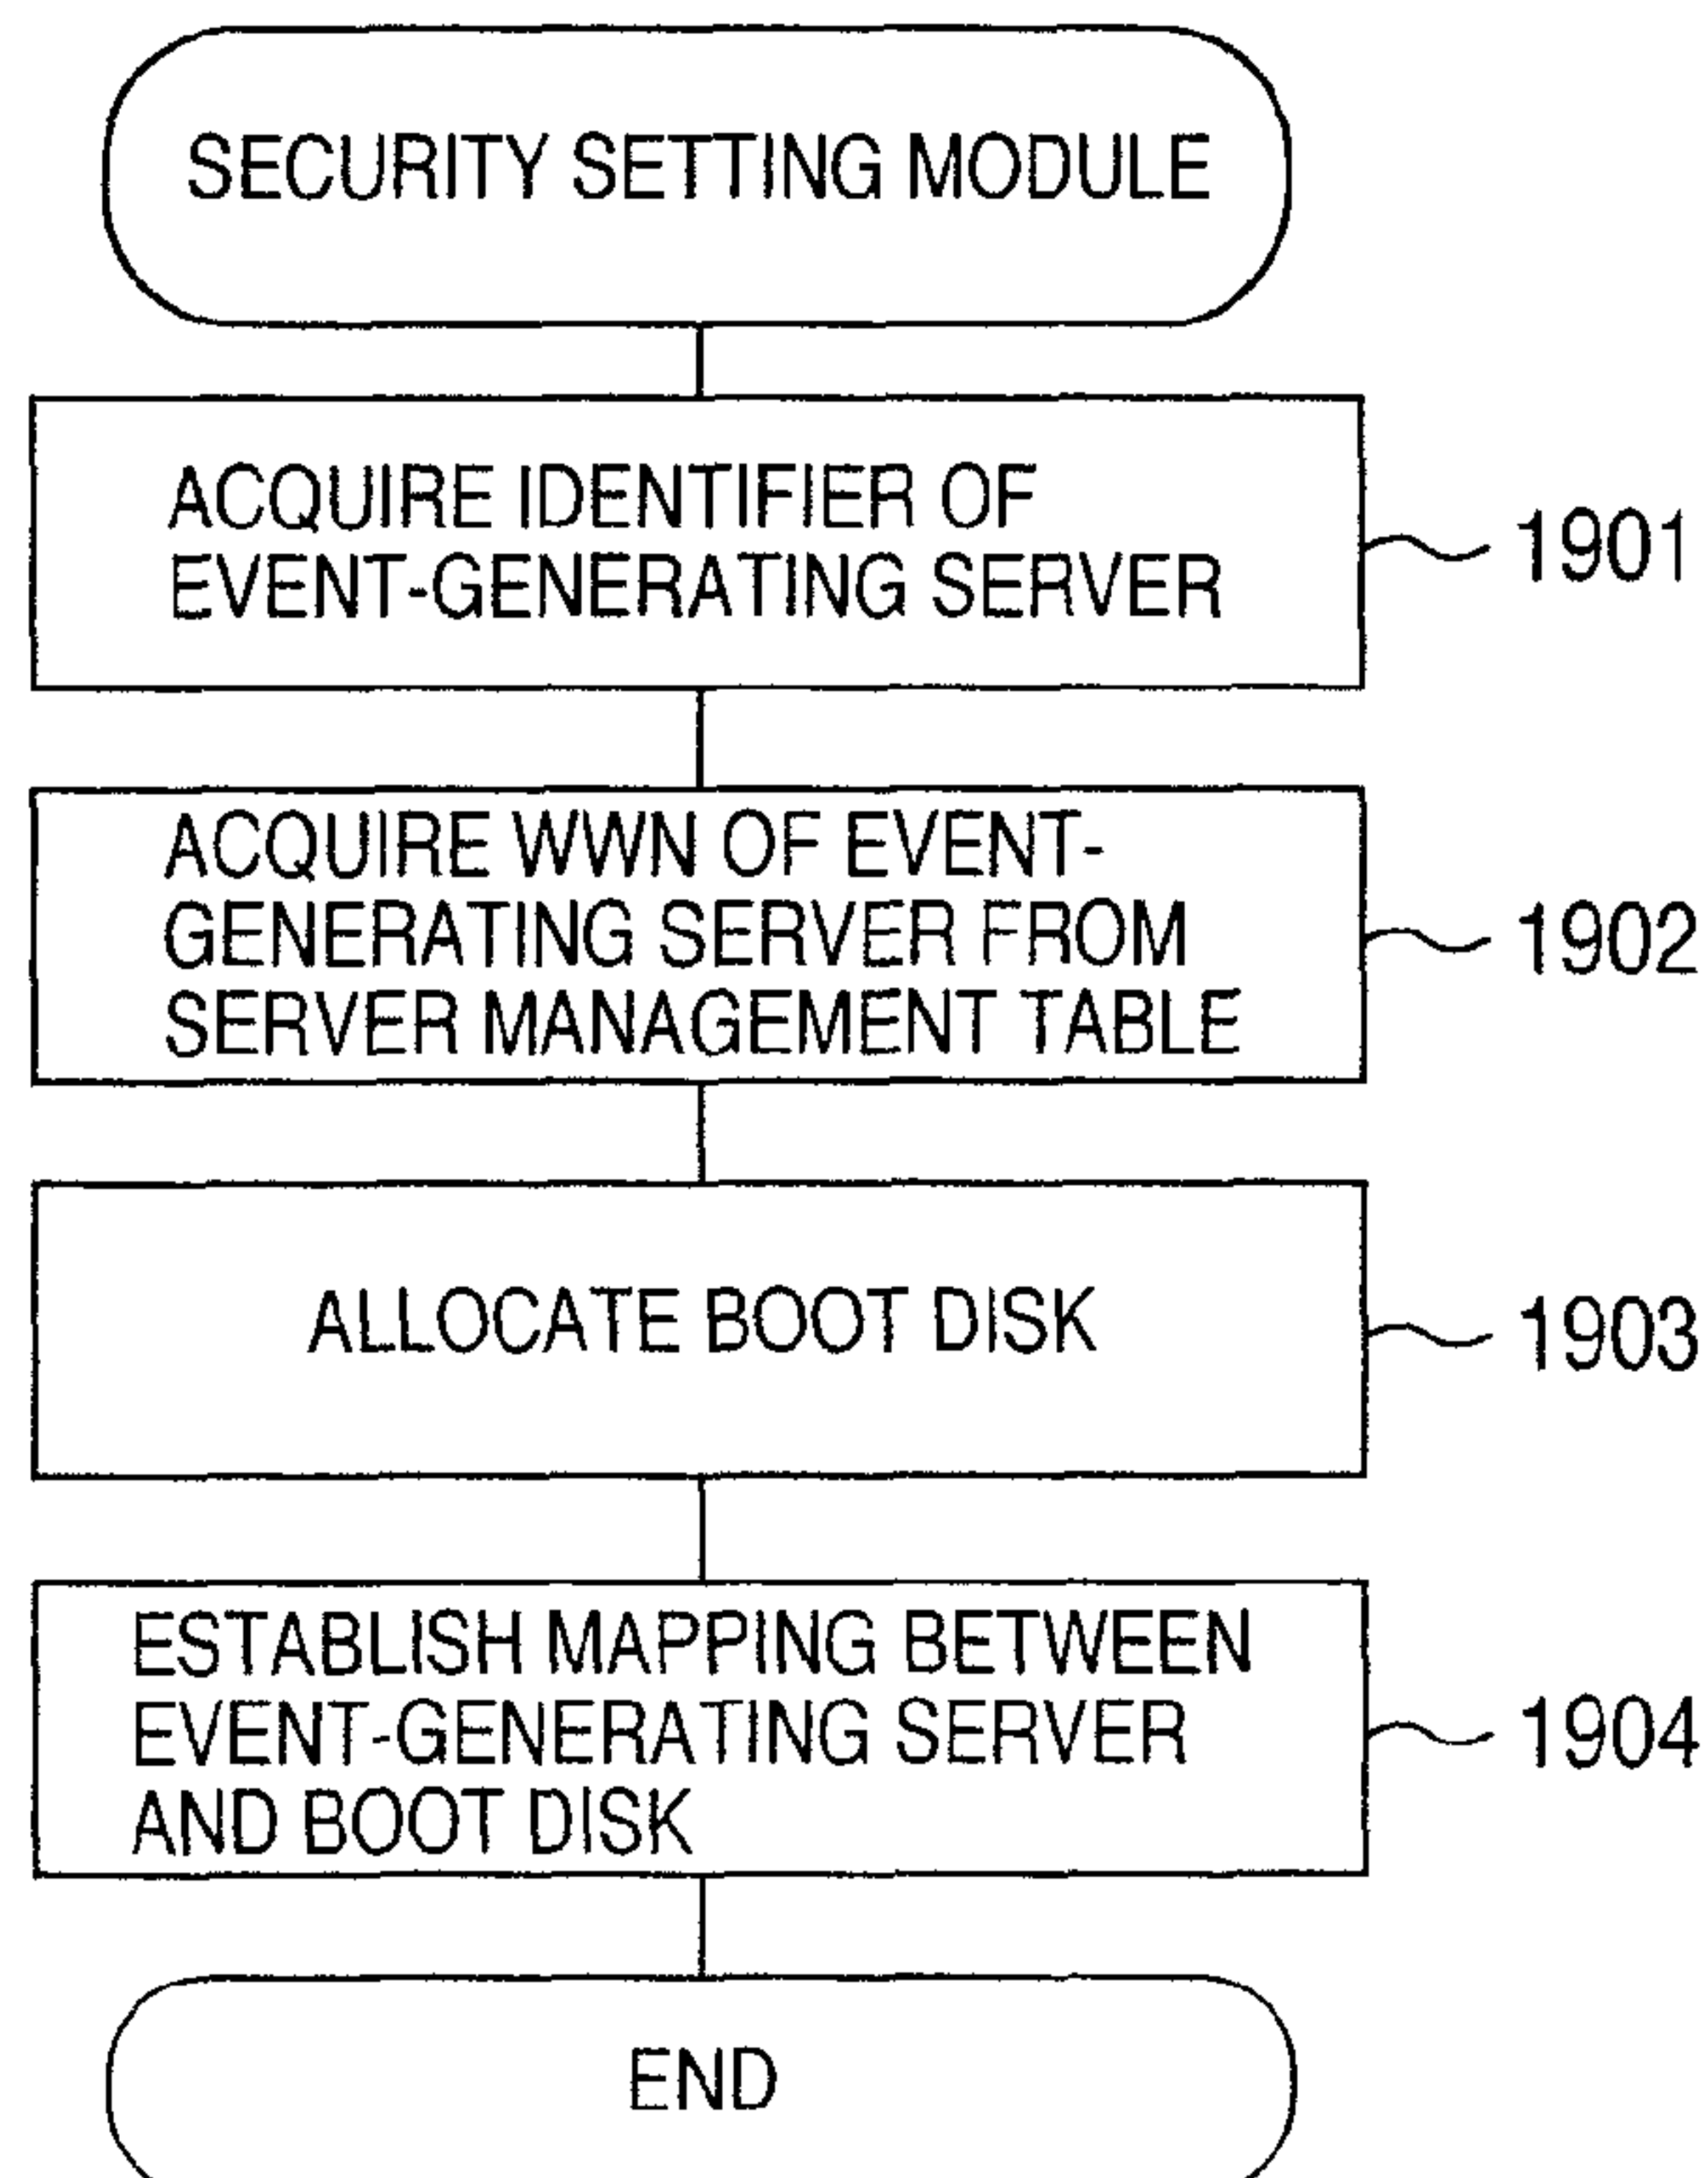 SECURITY SETTING MODULE
ACQUIRE IDENTIFIER OF
EVENT-GENERATING SERVER
1901
ACQUIRE WWN OF EVENT-
GENERATING SERVER FROM
SERVER MANAGEMENT TABLE
1902
ALLOCATE BOOT DISK
1903
ESTABLISH MAPPING BETWEEN
EVENT-GENERATING SERVER
AND BOOT DISK
1904
END